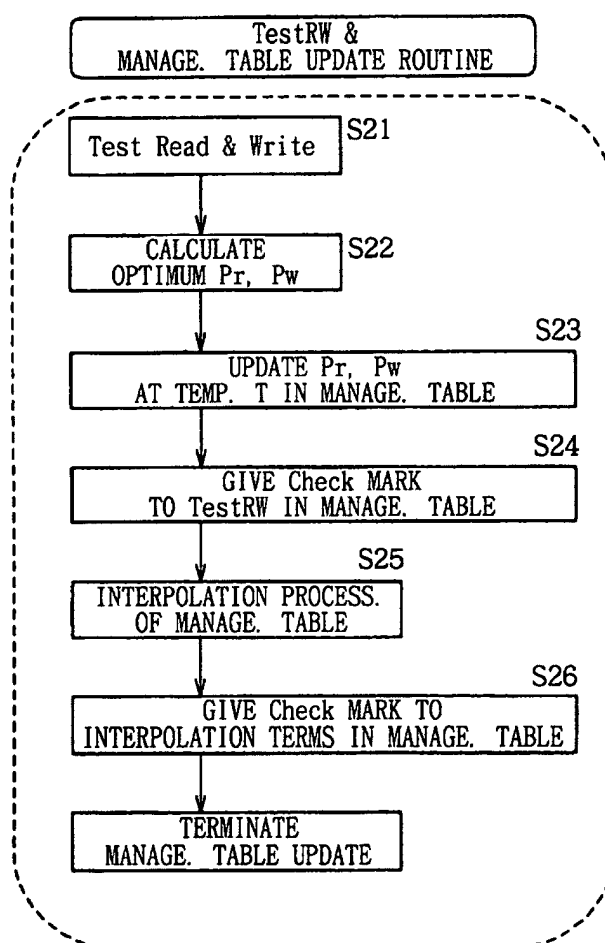 TestRW &
MANAGE. TABLE UPDATE ROUTINE
Test Read & Write
S21
CALCULATE
OPTIMUM Pr, Pw
S22
S23
UPDATE Pr, Pw
AT TEMP. T IN MANAGE. TABLE
S24
GIVE Check MARK
TO TestRW IN MANAGE. TABLE
S25
INTERPOLATION PROCESS.
OF MANAGE. TABLE
S26
GIVE Check MARK TO
INTERPOLATION TERMS IN MANAGE. TABLE
TERMINATE
MANAGE. TABLE UPDATE